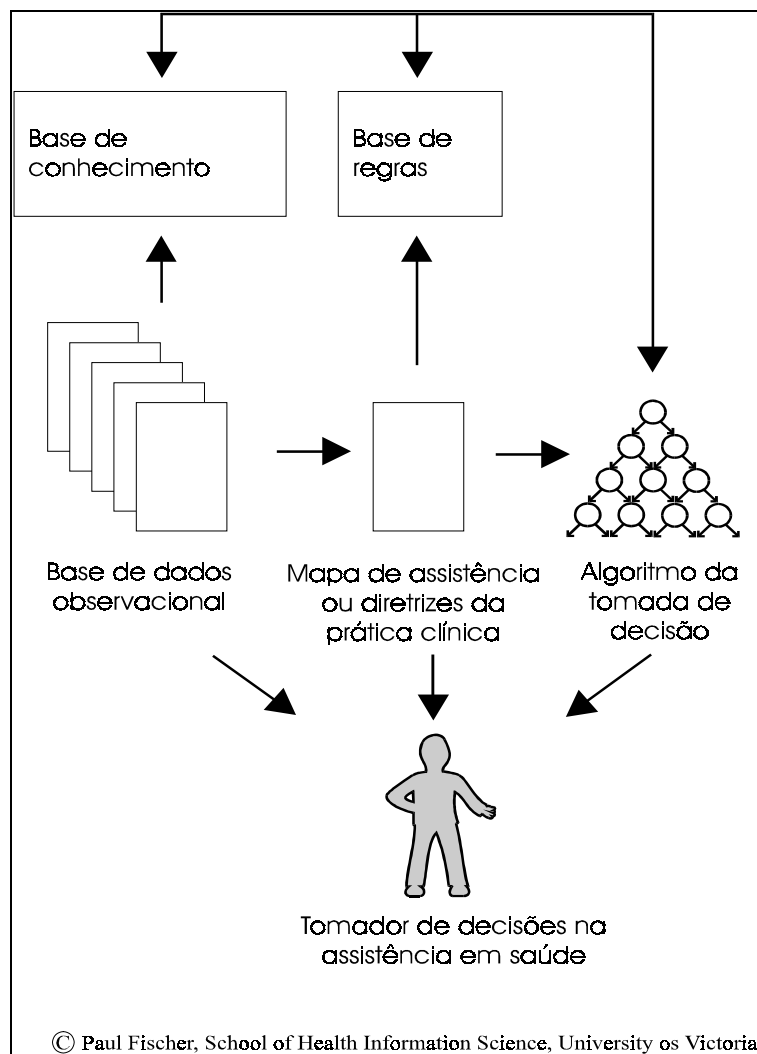 Base de
conhecimento
Base de
regras
Base de dados
observacional
Mapa de assistência
ou diretrizes da
prática clínica
Algoritmo da
tomada de
decisão
Tomador de decisões na
assistência em saúde
© Paul Fischer, School of Health Information Science, University os Victoria